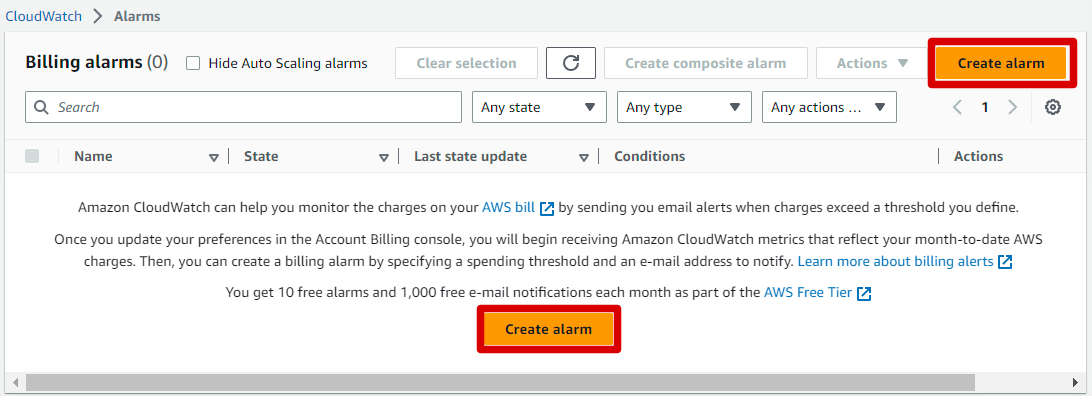 CloudWatch > Alarms
Billing alarms (0) Hide Auto Scaling alarms Clear selection Create composite alarm Actions Create alarm
Search Any state Any type Any actions ... 1
Name State Last state update Conditions Actions
Amazon CloudWatch can help you monitor the charges on your AWS bill by sending you email alerts when charges exceed a threshold you define.
Once you update your preferences in the Account Billing console, you will begin receiving Amazon CloudWatch metrics that reflect your month-to-date AWS
charges. Then, you can create a billing alarm by specifying a spending threshold and an e-mail address to notify. Learn more about billing alerts
You get 10 free alarms and 1,000 free e-mail notifications each month as part of the AWS Free Tier
Create alarm